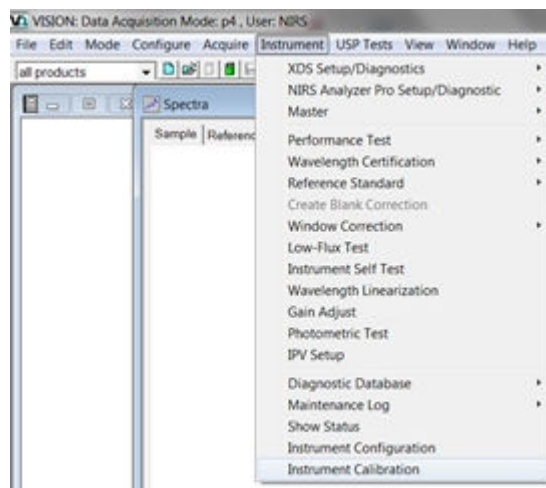 VISION: Data Acquisition Mode: p4 , User: NIRS
File Edit Mode Configure Acquire Instrument USP Tests View Window Help
all products
Spectra
Sample Referenc
XDS Setup/Diagnostics
NIRS Analyzer Pro Setup/Diagnostic
Master
Performance Test
Wavelength Certification
Reference Standard
Create Blank Correction
Window Correction
Low-Flux Test
Instrument Self Test
Wavelength Linearization
Gain Adjust
Photometric Test
IPV Setup
Diagnostic Database
Maintenance Log
Show Status
Instrument Configuration
Instrument Calibration